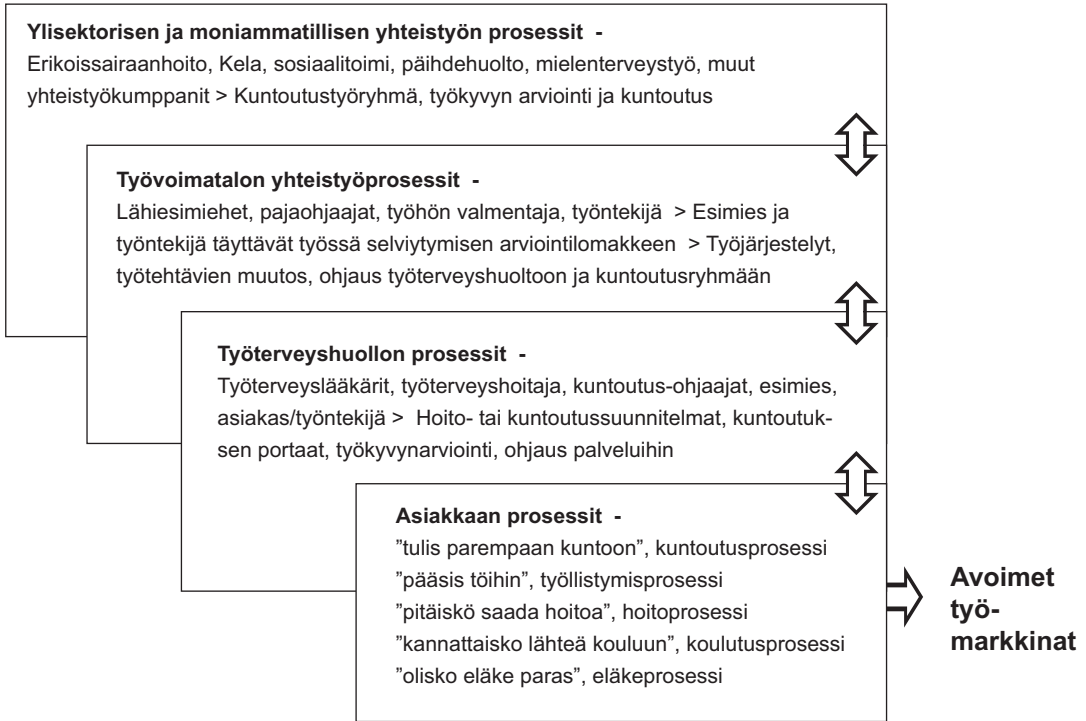 Ylisektorisen ja moniammatillisen yhteistyön prosessit -
Erikoissairaanhoito, Kela, sosiaalitoimi, päihdehuolto, mielenterveystyö, muut
yhteistyökumppanit > Kuntoutustyöryhmä, työkyvyn arviointi ja kuntoutus
Työvoimatalon yhteistyöprosessit -
Lähiesimiehet, pajaohjaajat, työhön valmentaja, työntekijä > Esimies ja
työntekijä täyttävät työssä selviytymisen arviointilomakkeen > Työjärjestelyt,
työtehtävien muutos, ohjaus työterveyshuoltoon ja kuntoutusryhmään
Työterveyshuollon prosessit -
Työterveyslääkärit, työterveyshoitaja, kuntoutus-ohjaajat, esimies,
asiakas/työntekijä > Hoito- tai kuntoutussuunnitelmat, kuntoutuk-
sen portaat, työkyvynarviointi, ohjaus palveluihin
Asiakkaan prosessit -
”tulis parempaan kuntoon”, kuntoutusprosessi
”pääsis töihin”, työllistymisprosessi
”pitäiskö saada hoitoa”, hoitoprosessi
”kannattaisko lähteä kouluun”, koulutusprosessi
”olisko eläke paras”, eläkeprosessi
Avoimet
työ-
markkinat